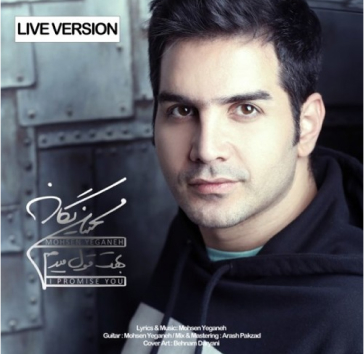 LIVE VERSION
محسن یگانه
MOHSEN YEGANEH
بهت قول میدم
I PROMISE YOU
Lyrics & Music: Mohsen Yeganeh
Guitar : Mohsen Yeganeh / Mix & Mastering : Arash Pakzad
Cover Art : Behnam Divyani